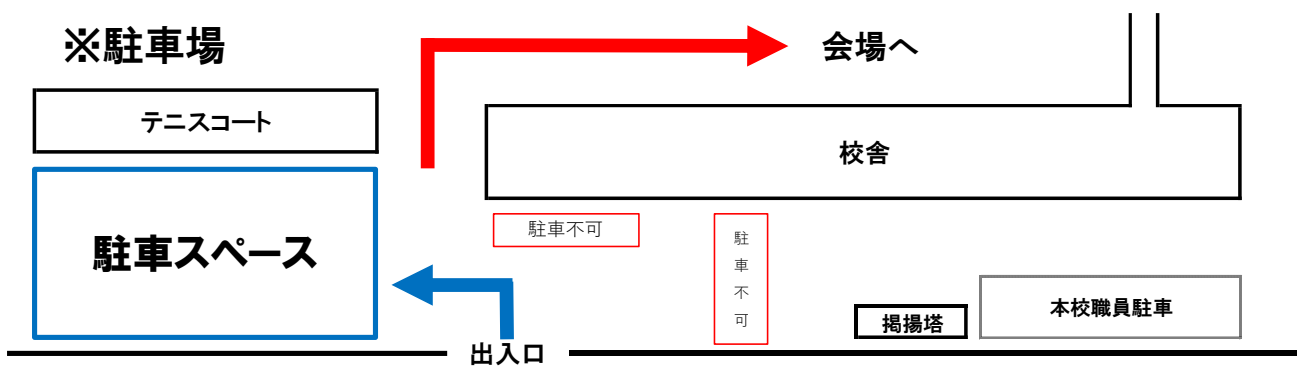 ※駐車場
会場へ
テニスコート
校舎
駐車スペース
駐車不可
駐車不可
掲揚塔
本校職員駐車
出入口